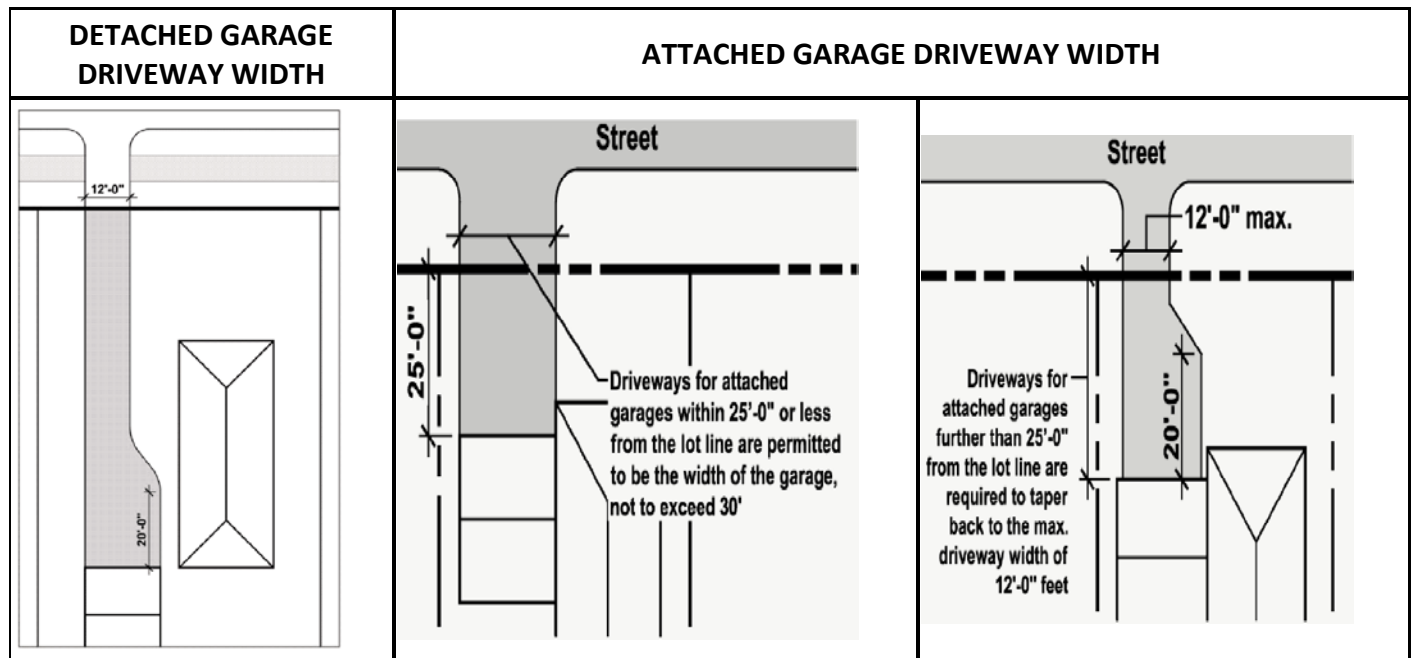 DETACHED GARAGE
DRIVEWAY WIDTH
ATTACHED GARAGE DRIVEWAY WIDTH
12'-0"
20'-0"
Street
25'-0"
Driveways for attached
garages within 25'-0" or less
from the lot line are permitted
to be the width of the garage,
not to exceed 30'
Street
12'-0" max.
Driveways for
attached garages
further than 25'-0"
from the lot line are
required to taper
back to the max.
driveway width of
12'-0" feet
20'-0"